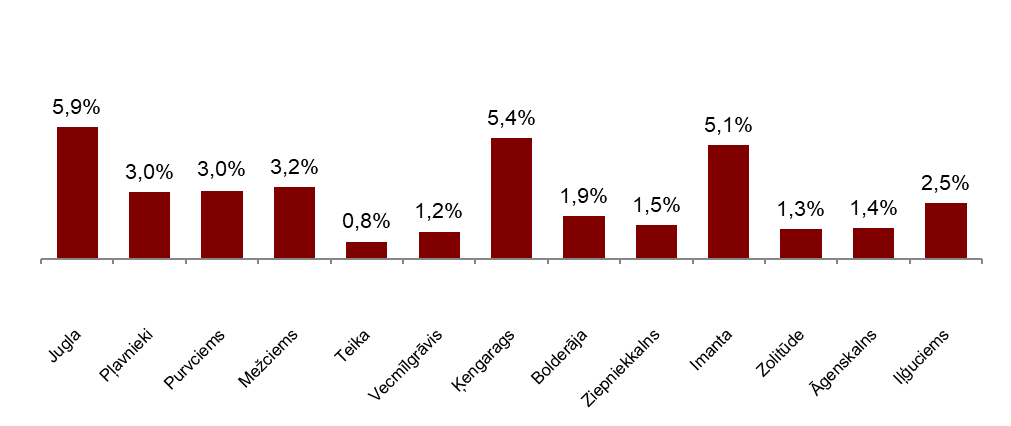 5,9%
3,0%
3,0%
3,2%
0,8%
1,2%
5,4%
1,9%
1,5%
5,1%
1,3%
1,4%
2,5%
Jugla
Pļavnieki
Purvciems
Mežciems
Teika
Vecmīlgrāvis
Ķengarags
Bolderāja
Ziepniekkalns
Imanta
Zolitūde
Āgenskalns
Iļģuciems